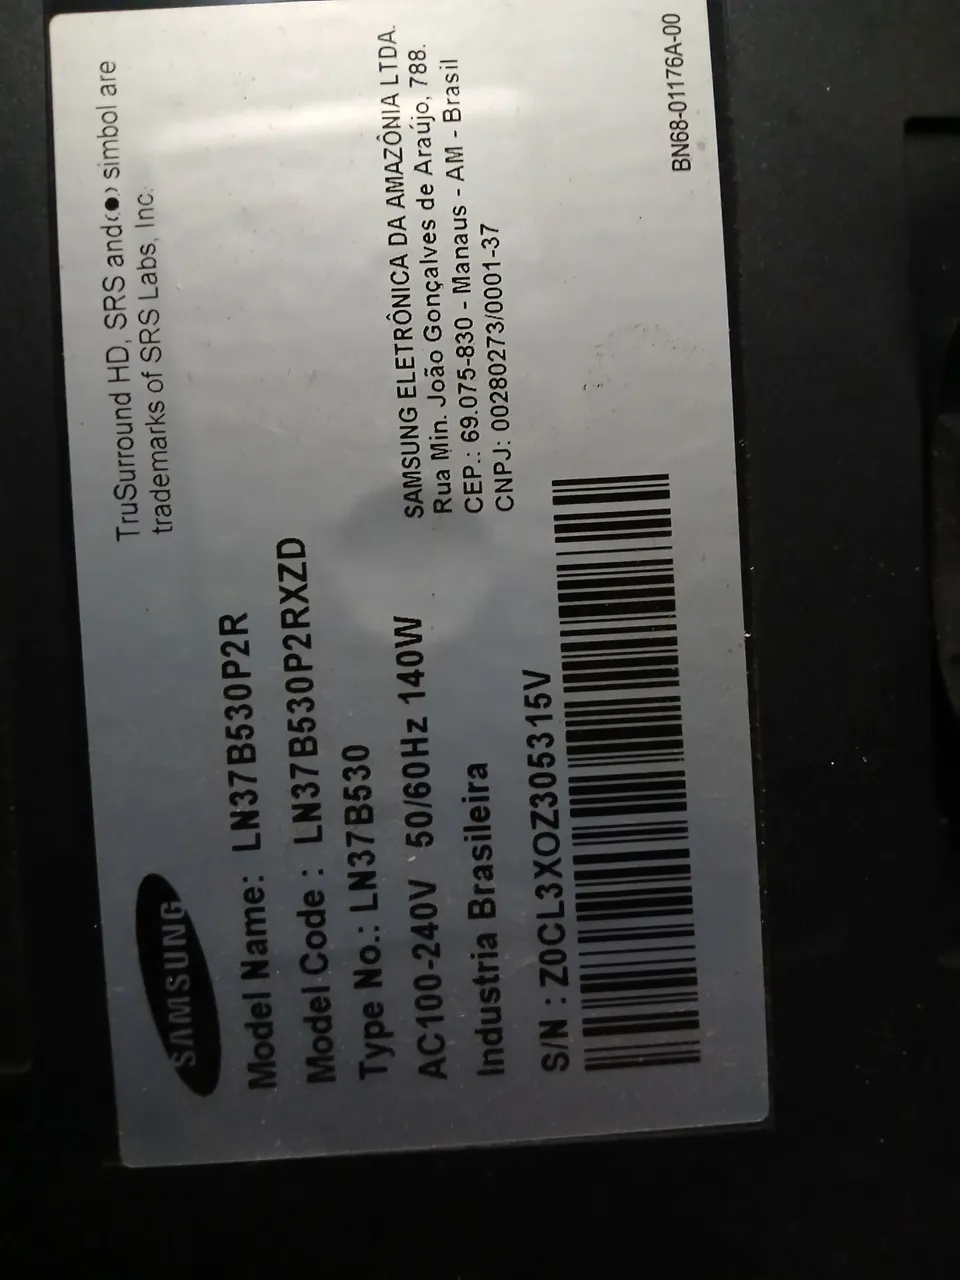 SAMSUNG
TruSurround HD, SRS and (●) simbol are
trademarks of SRS Labs, Inc.
Model Name: LN37B530P2R
Model Code : LN37B530P2RXZD
Type No.: LN37B530
AC100-240V 50/60Hz 140W
Industria Brasileira
SAMSUNG ELETRÔNICA DA AMAZÔNIA LTDA.
Rua Min. João Gonçalves de Araújo, 788.
CEP.: 69.075-830 - Manaus - AM - Brasil
CNPJ: 00280273/0001-37
S/N : Z0CL3XOZ305315V
BN68-01176A-00